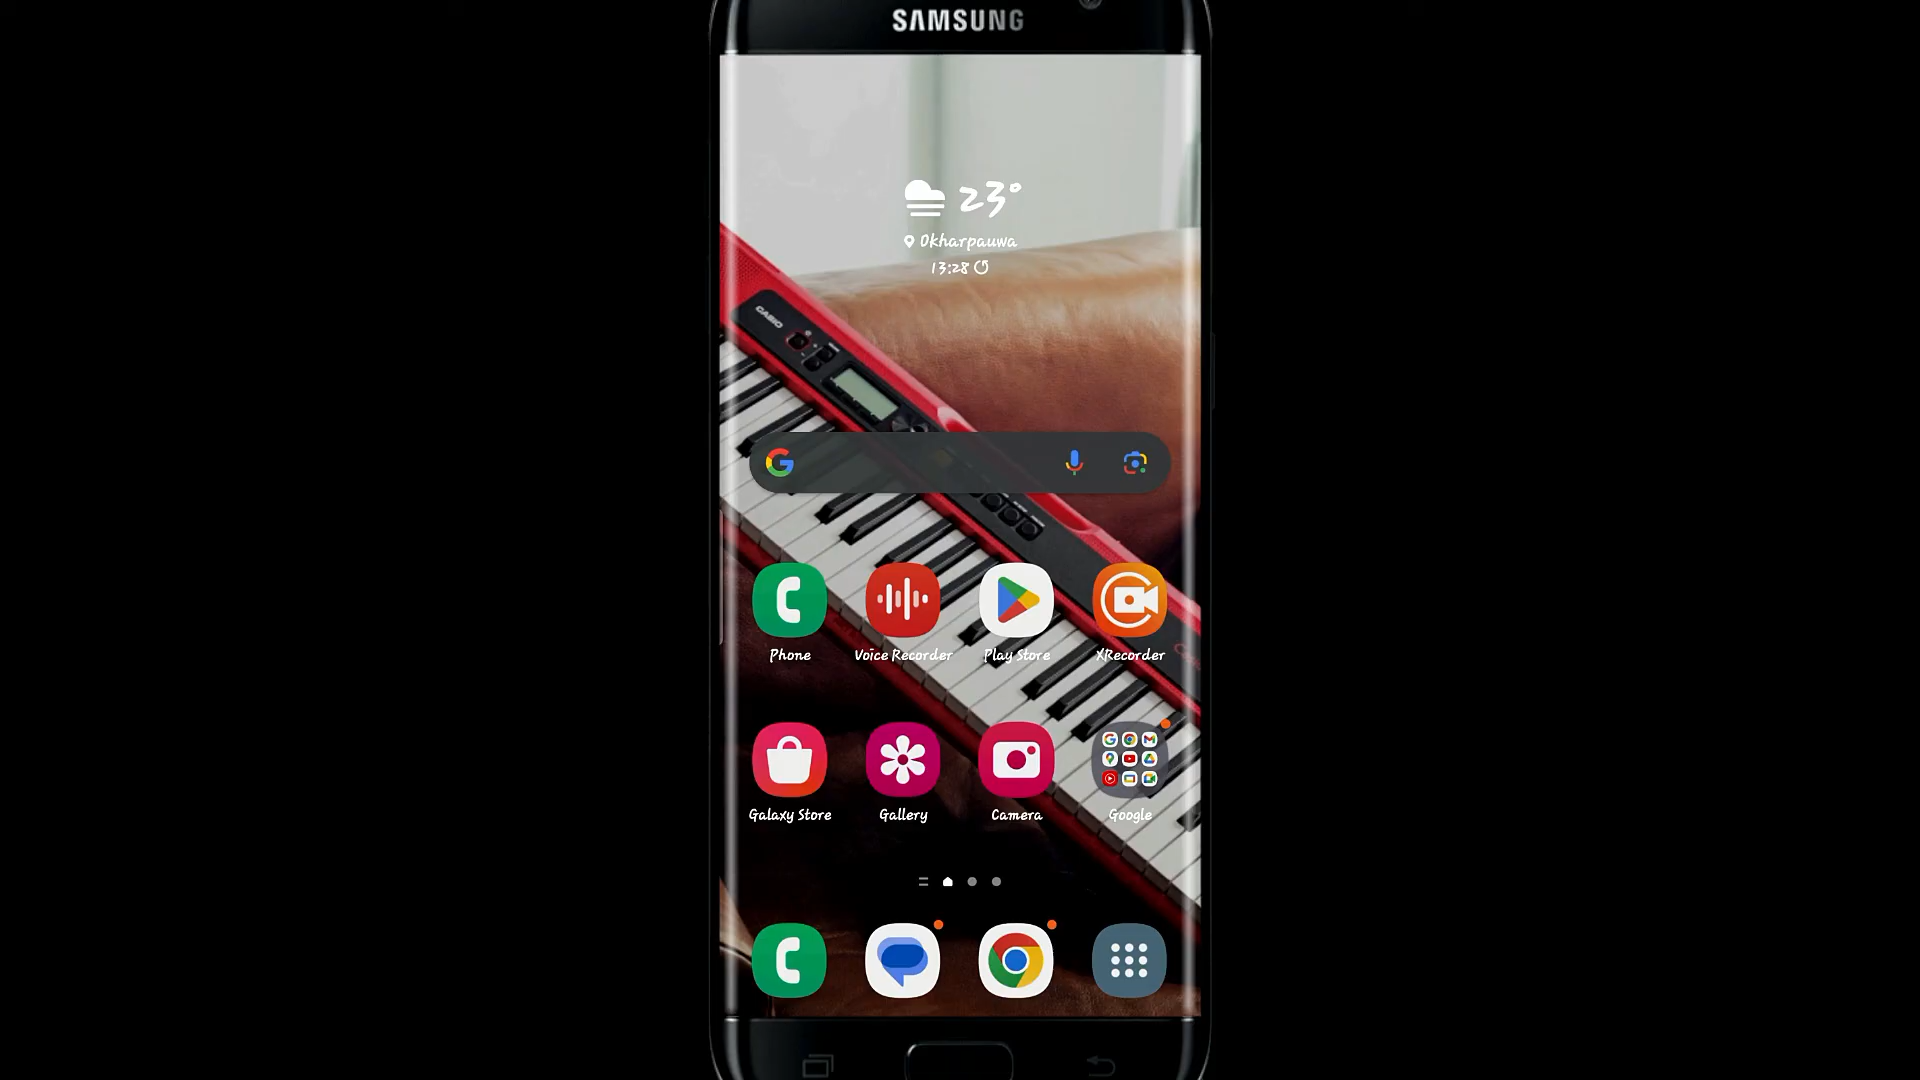 SAMSUNG
23°
Okharpauwa
13:28
CASIO
Phone
Voice Recorder
Play Store
XRecorder
Galaxy Store
Gallery
Camera
Google